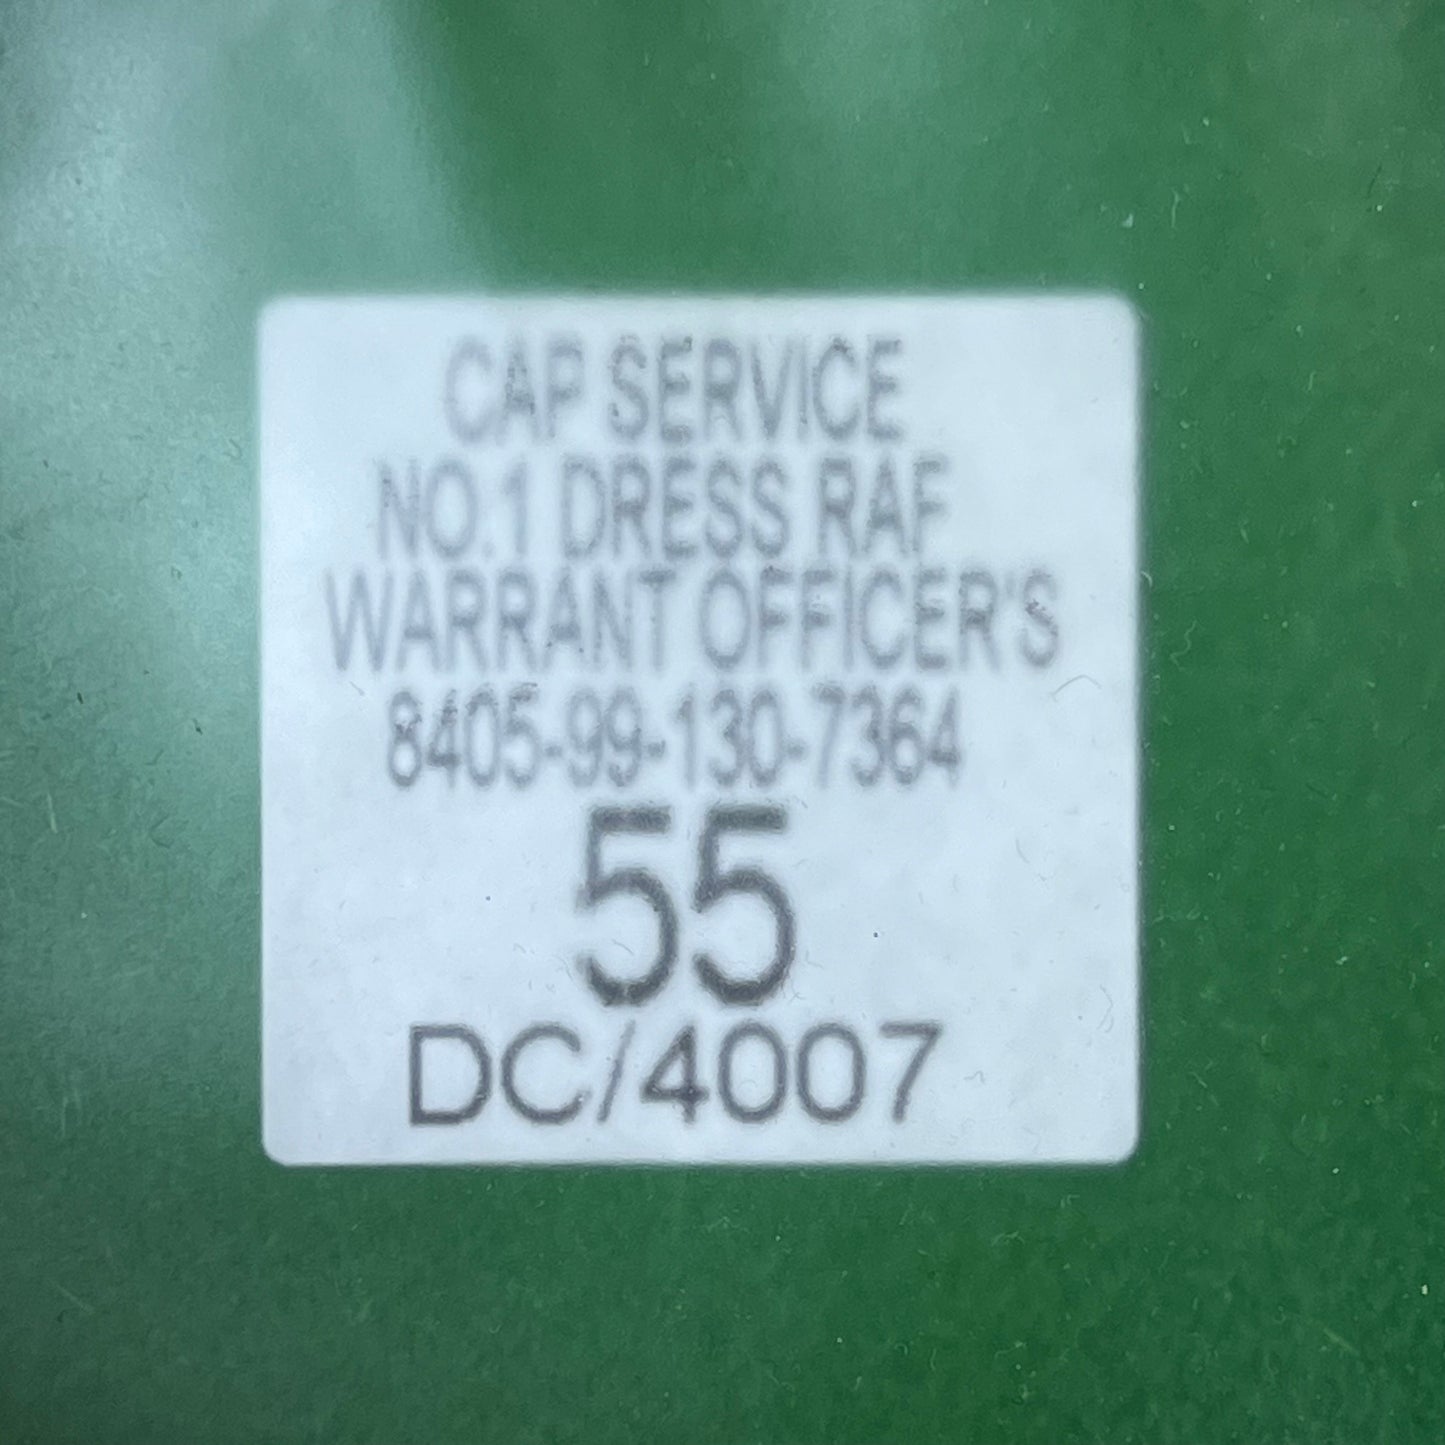 CAP SERVICE
NO.1 DRESS RAF
WARRANT OFFICER'S
8405-99-130-7364
55
DC/4007